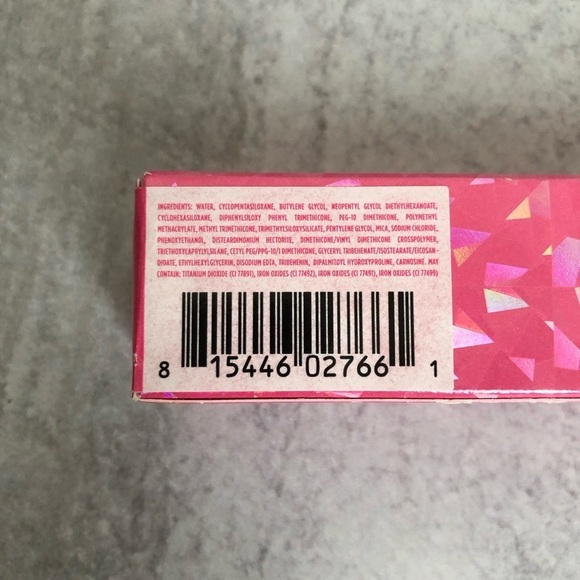 INGREDIENTS: WATER, CYCLOPENTASILOXANE, BUTYLENE GLYCOL, NEOPENTYL GLYCOL DIETHYLHEXANOATE,
CYCLOHEXASILOXANE, DIPHENYLSILOXY PHENYL TRIMETHICONE, PEG-10 DIMETHICONE, POLYMETHYL
METHACRYLATE, METHYL TRIMETHICONE, TRIMETHYLSILOXYSILICATE, PENTYLENE GLYCOL, MICA, SODIUM CHLORIDE,
PHENOXYETHANOL, DISTEARDIMONIUM HECTORITE, DIMETHICONE/VINYL DIMETHICONE CROSSPOLYMER,
TRIETHOXYCAPRYLYLSILANE, CETYL PEG/PPG-10/1 DIMETHICONE, GLYCERYL TRIBEHENATE/ISOSTEARATE/EICOSAN-
DIOATE, ETHYLHEXYLGLYCERIN, DISODIUM EDTA, TRIBEHENIN, DIPALMITOYL HYDROXYPROLINE, CARNOSINE. MAY
CONTAIN: TITANIUM DIOXIDE (CI 77891), IRON OXIDES (CI 77492), IRON OXIDES (CI 77491), IRON OXIDES (CI 77499)
8 15446 02766 1